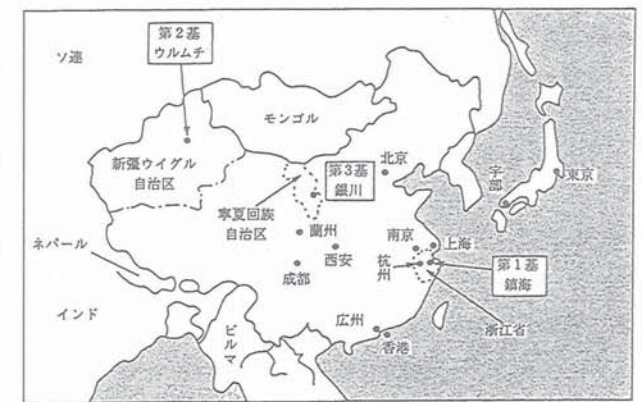 第2基
ウルムチ
ソ連
モンゴル
新張ウイグル
自治区
第3基
銀川
北京
宇部
東京
寧夏回族
自治区
蘭州
西安
成都
南京
上海
杭州
第1基
鎮海
浙江省
ネパール
インド
ビルマ
広州
香港